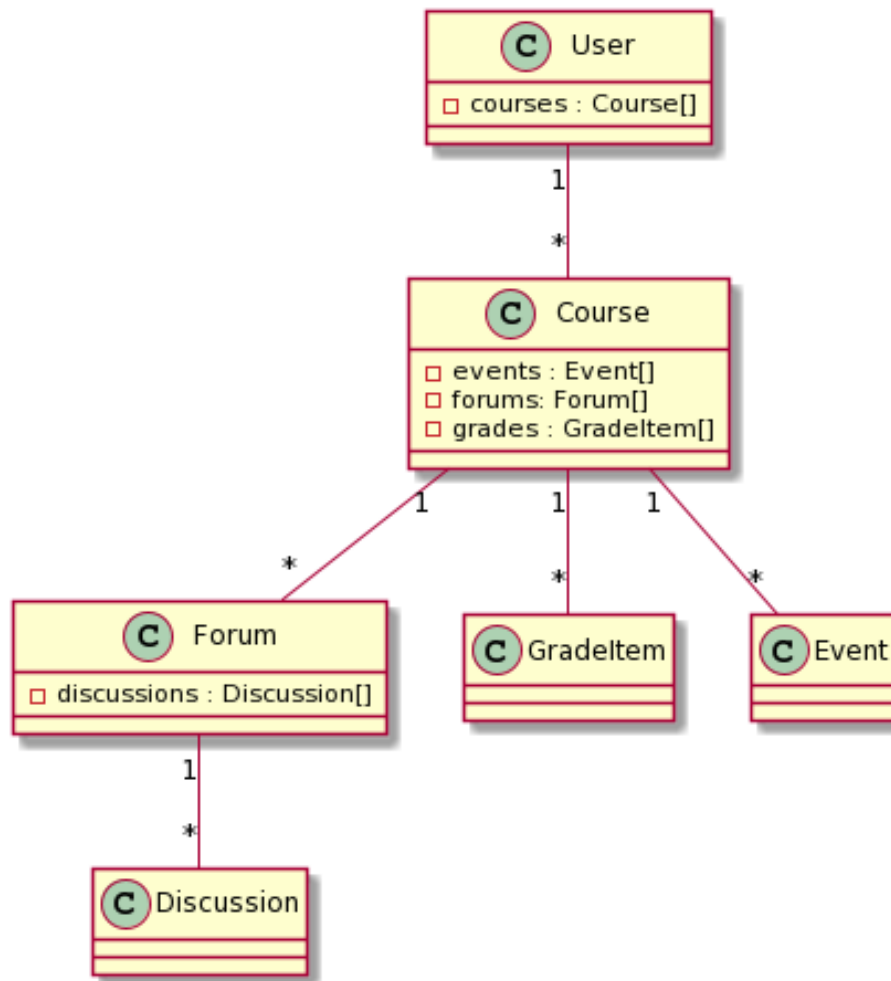 C User
courses : Course[]
1
*
C Course
events : Event[]
forums: Forum[]
grades : GradeItem[]
1 1 1
* * *
C Forum
discussions : Discussion[]
C GradeItem
C Event
1
*
C Discussion